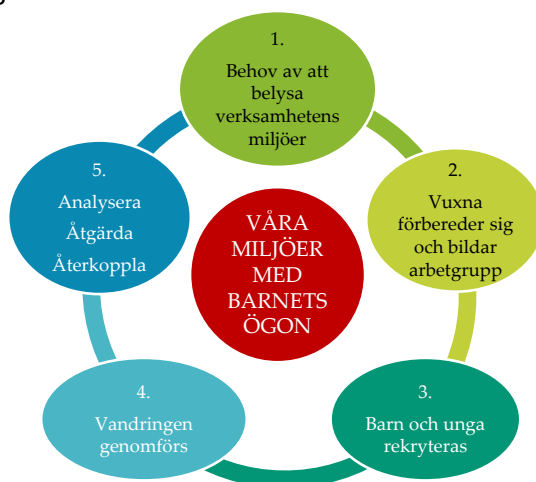 1.
Behov av att
belysa
verksamhetens
miljöer
2.
Vuxna
förbereder sig
och bildar
arbetgrupp
3.
Barn och unga
rekryteras
4.
Vandringen
genomförs
5.
Analysera
Åtgärda
Återkoppla
VÅRA
MILJÖER
MED
BARNETS
ÖGON